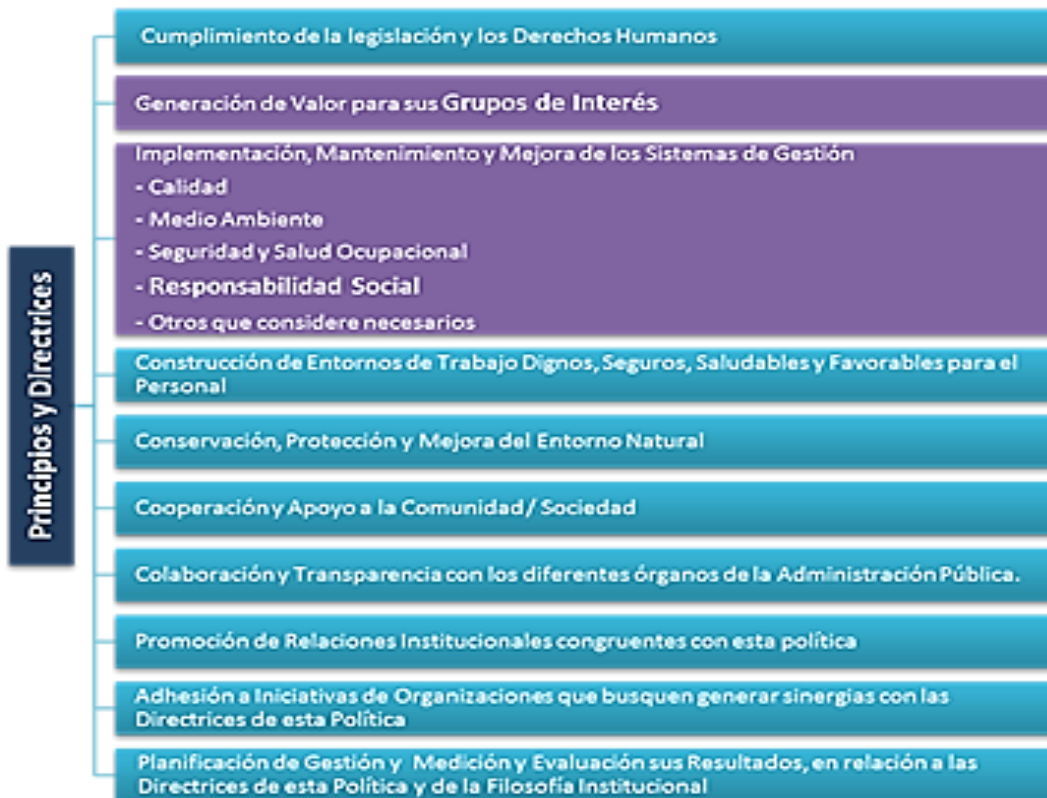 Principios y Directrices
Cumplimiento de la legislación y los Derechos Humanos
Generación de Valor para sus Grupos de Interés
Implementación, Mantenimiento y Mejora de los Sistemas de Gestión
- Calidad
- Medio Ambiente
- Seguridad y Salud Ocupacional
- Responsabilidad Social
- Otros que considere necesarios
Construcción de Entornos de Trabajo Dignos, Seguros, Saludables y Favorables para el
Personal
Conservación, Protección y Mejora del Entorno Natural
Cooperación y Apoyo a la Comunidad/ Sociedad
Colaboración y Transparencia con los diferentes órganos de la Administración Pública.
Promoción de Relaciones Institucionales congruentes con esta política
Adhesión a Iniciativas de Organizaciones que busquen generar sinergias con las
Directrices de esta Política
Planificación de Gestión y Medición y Evaluación sus Resultados, en relación a las
Directrices de esta Política y de la Filosofía Institucional